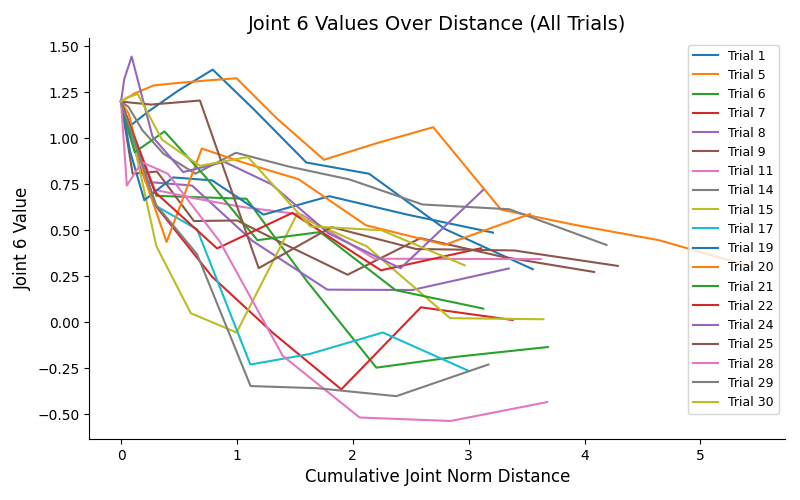 Joint 6 Values Over Distance (All Trials)
Joint 6 Value
1.50
1.25
1.00
0.75
0.50
0.25
0.00
−0.25
−0.50
0
1
2
3
4
5
Cumulative Joint Norm Distance
Trial 1
Trial 5
Trial 6
Trial 7
Trial 8
Trial 9
Trial 11
Trial 14
Trial 15
Trial 17
Trial 19
Trial 20
Trial 21
Trial 22
Trial 24
Trial 25
Trial 28
Trial 29
Trial 30